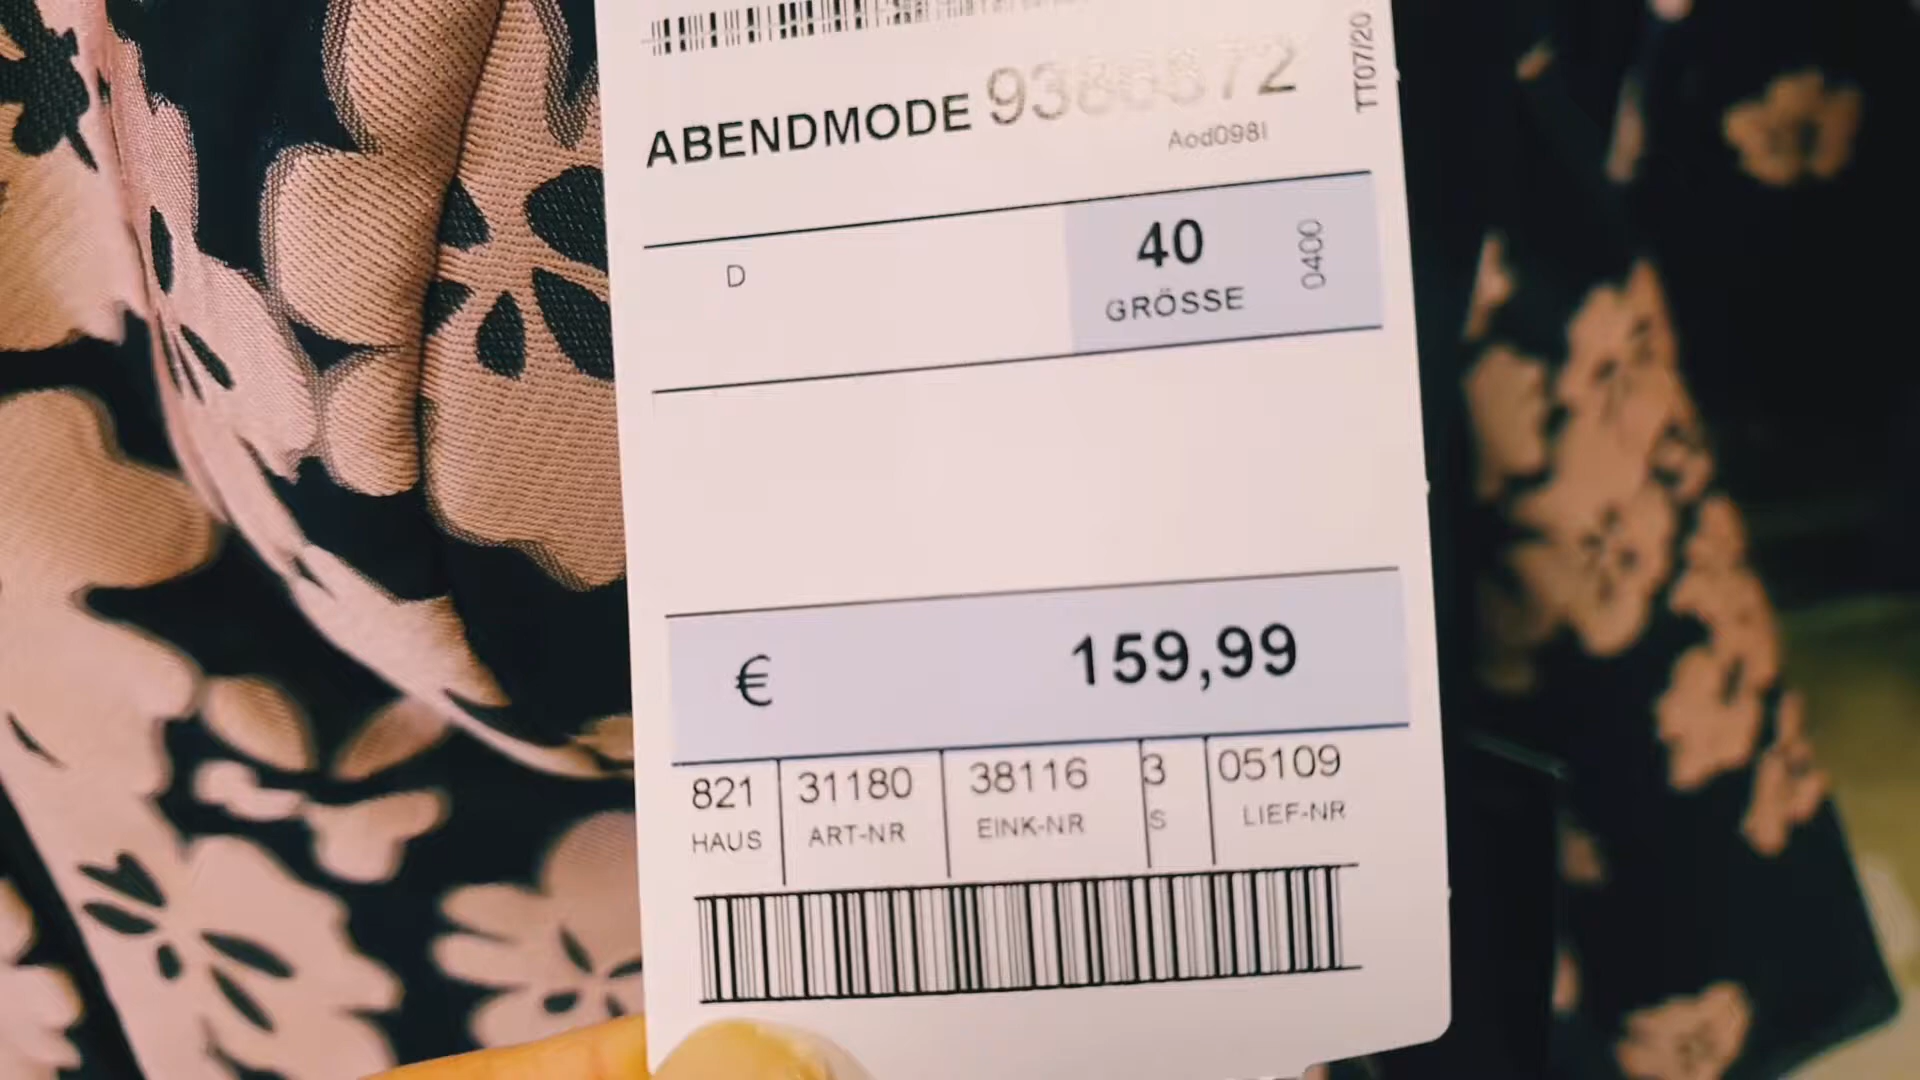 TT07/20
ABENDMODE 9386872
Aod098I
D
40
0400
GRÖSSE
€ 159,99
821 31180 38116 3 05109
HAUS ART-NR EINK-NR S LIEF-NR